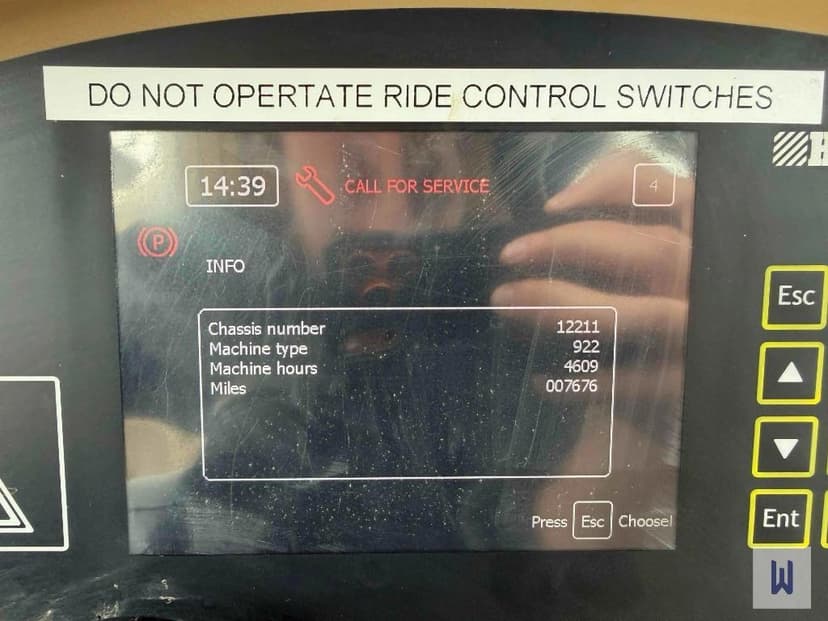 DO NOT OPERTATE RIDE CONTROL SWITCHES
14:39 CALL FOR SERVICE 4
P
INFO
Chassis number 12211
Machine type 922
Machine hours 4609
Miles 007676
Press Esc Choose!
Esc
Ent
W